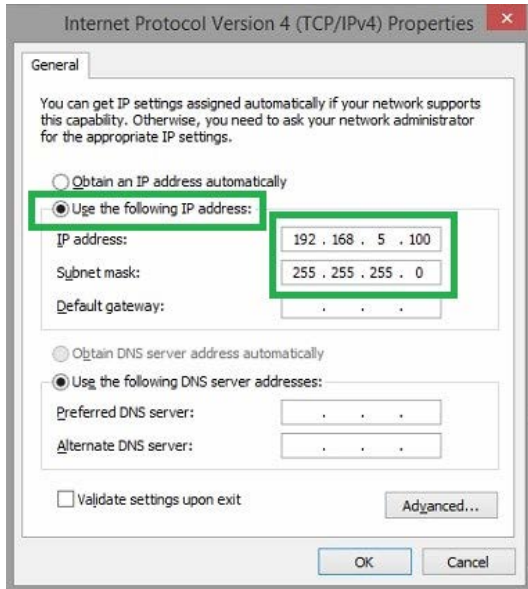 Internet Protocol Version 4 (TCP/IPv4) Properties
General
You can get IP settings assigned automatically if your network supports
this capability. Otherwise, you need to ask your network administrator
for the appropriate IP settings.
Obtain an IP address automatically
Use the following IP address:
IP address: 192 . 168 . 5 . 100
Subnet mask: 255 . 255 . 255 . 0
Default gateway: . . .
Obtain DNS server address automatically
Use the following DNS server addresses:
Preferred DNS server: . . .
Alternate DNS server: . . .
Validate settings upon exit
Advanced...
OK Cancel